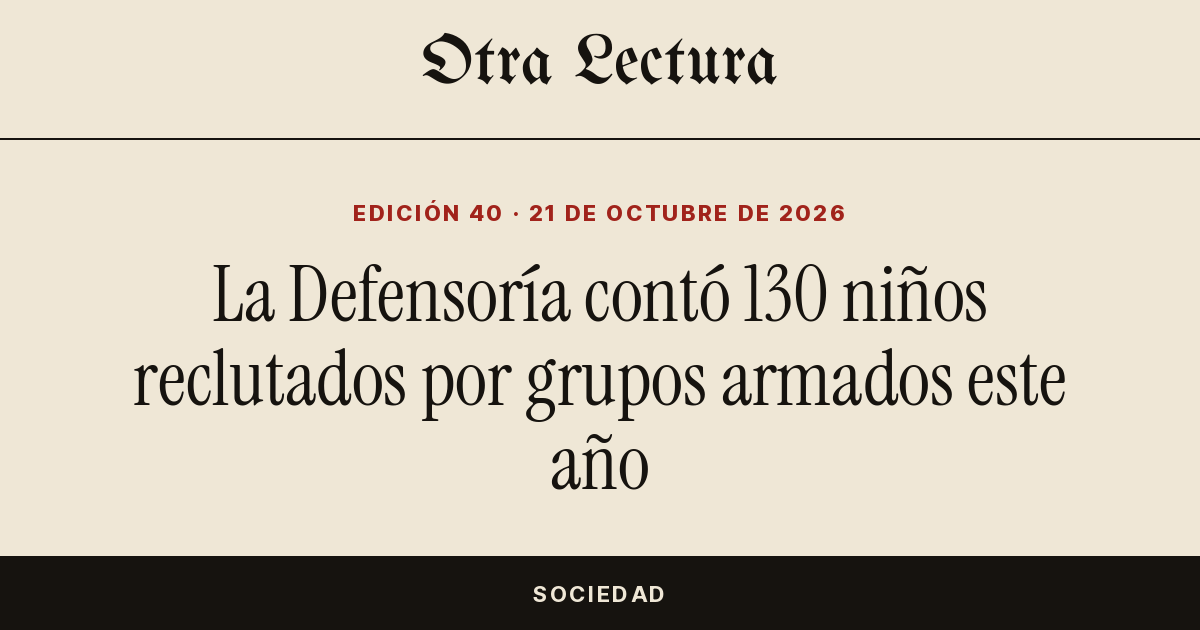 Otra Lectura
EDICIÓN 40 · 21 DE OCTUBRE DE 2026
La Defensoría contó 130 niños
reclutados por grupos armados este
año
SOCIEDAD